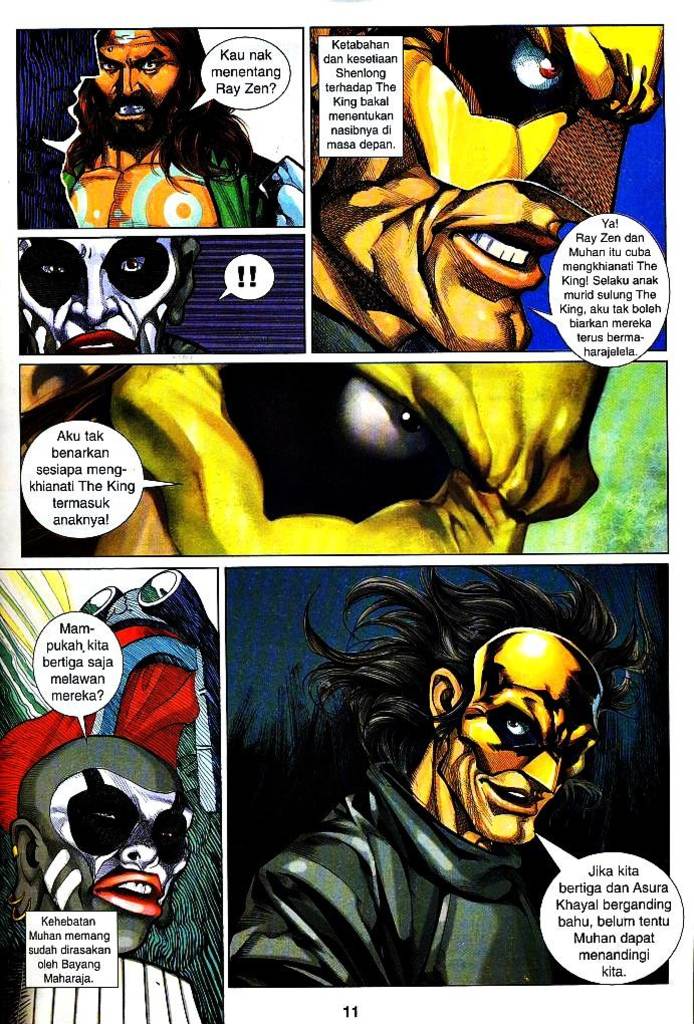 Kau nak
menentang
Ray Zen?
Ketabahan
dan kesetiaan
Shenlong
terhadap The
King bakal
menentukan
nasibnya di
masa depan.
!!
Ya!
Ray Zen dan
Muhan itu cuba
mengkhianati The
King! Selaku anak
murid sulung The
King, aku tak boleh
biarkan mereka
terus berma-
harajelela.
Aku tak
benarkan
sesiapa meng-
khianati The King
termasuk
anaknya!
Mam-
pukah kita
bertiga saja
melawan
mereka?
Kehebatan
Muhan memang
sudah dirasakan
oleh Bayang
Maharaja.
Jika kita
bertiga dan Asura
Khayal berganding
bahu, belum tentu
Muhan dapat
menandingi
kita.
11